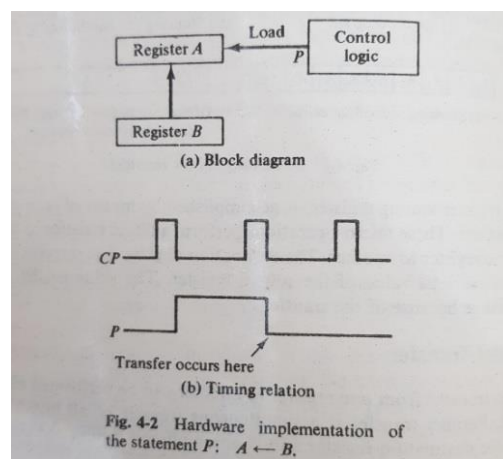 Register A
Load
P
Control
logic
Register B
(a) Block diagram
CP
P
Transfer occurs here
(b) Timing relation
Fig. 4-2 Hardware implementation of
the statement P: A ← B.